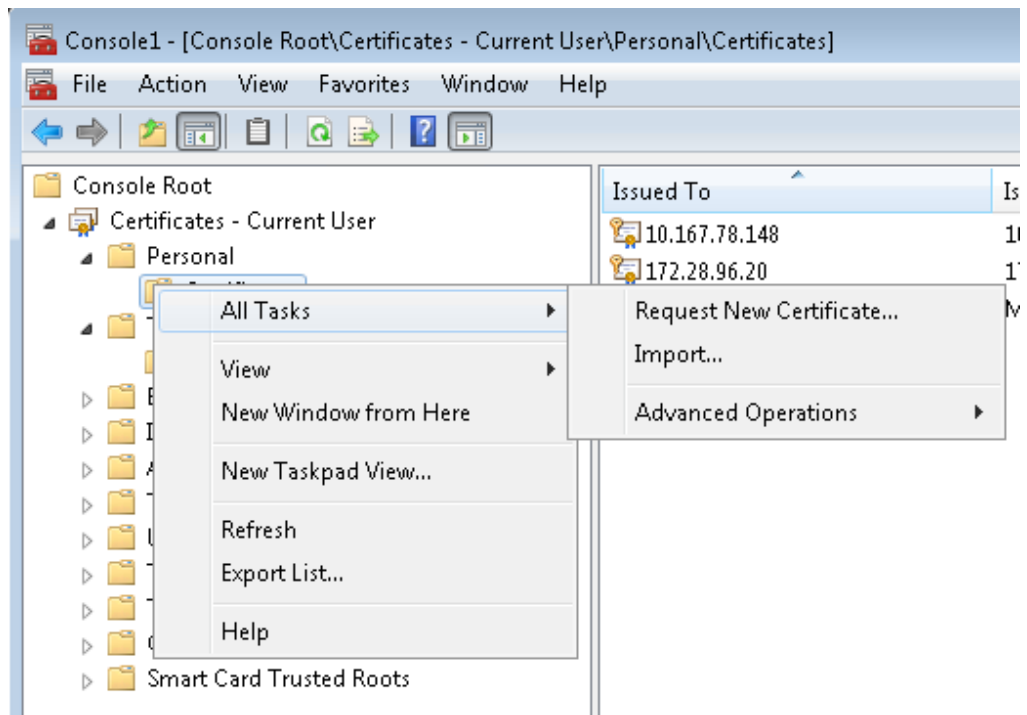 Console1 - [Console Root\Certificates - Current User\Personal\Certificates]
File Action View Favorites Window Help
Console Root
Certificates - Current User
Personal
Smart Card Trusted Roots
All Tasks
View
New Window from Here
New Taskpad View...
Refresh
Export List...
Help
Request New Certificate...
Import...
Advanced Operations
Issued To
10.167.78.148
172.28.96.20